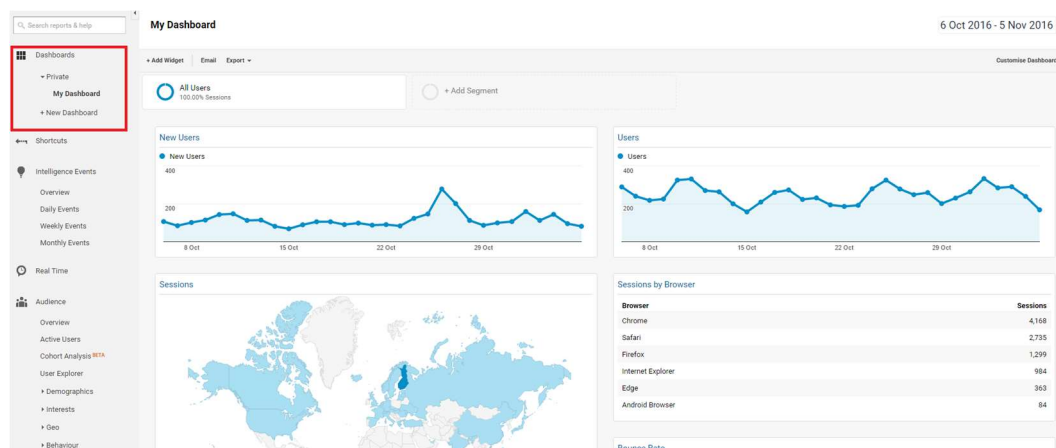 Search reports & help
My Dashboard
6 Oct 2016 - 5 Nov 2016
Dashboards
Private
My Dashboard
+ New Dashboard
Shortcuts
Intelligence Events
Overview
Daily Events
Weekly Events
Monthly Events
Real Time
Audience
Overview
Active Users
Cohort Analysis BETA
User Explorer
Demographics
Interests
Geo
Behaviour
+ Add Widget Email Export
Customise Dashboard
All Users
100.00% Sessions
+ Add Segment
New Users
New Users
400
200
8 Oct 15 Oct 22 Oct 29 Oct
Users
Users
400
200
8 Oct 15 Oct 22 Oct 29 Oct
Sessions
Sessions by Browser
Browser Sessions
Chrome 4,168
Safari 2,735
Firefox 1,299
Internet Explorer 984
Edge 363
Android Browser 84
Bounce Rate